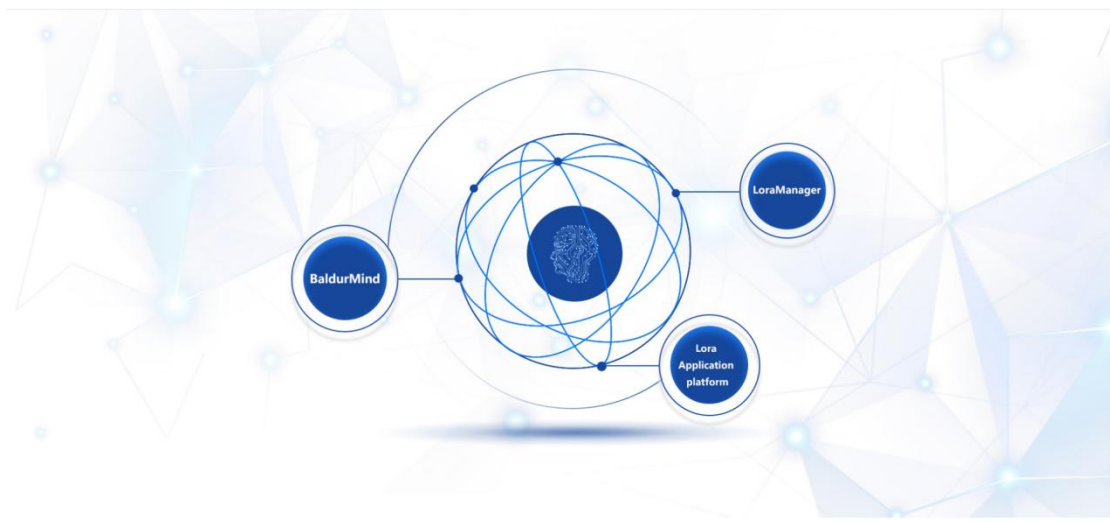 LoraManager
BaldurMind
Lora
Application
platform